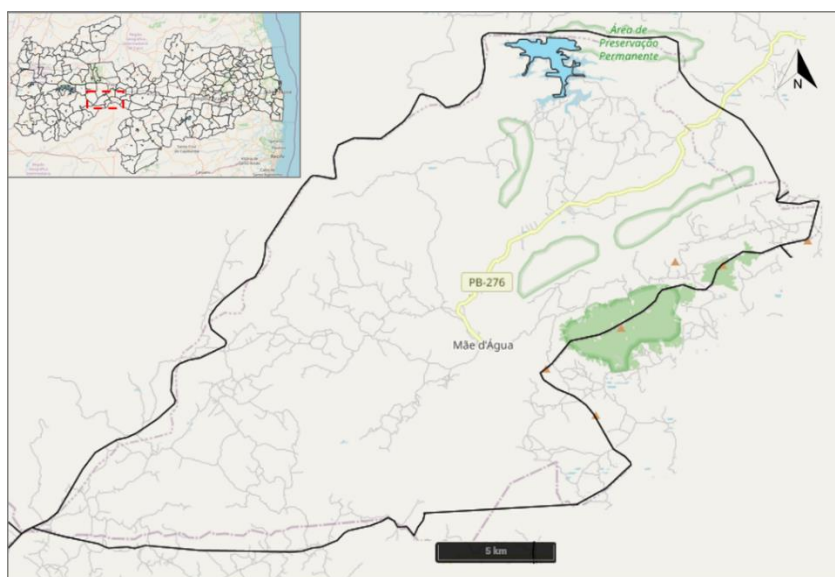 Área de
Preservação
Permanente
N
PB-276
Mãe d'Água
5 km